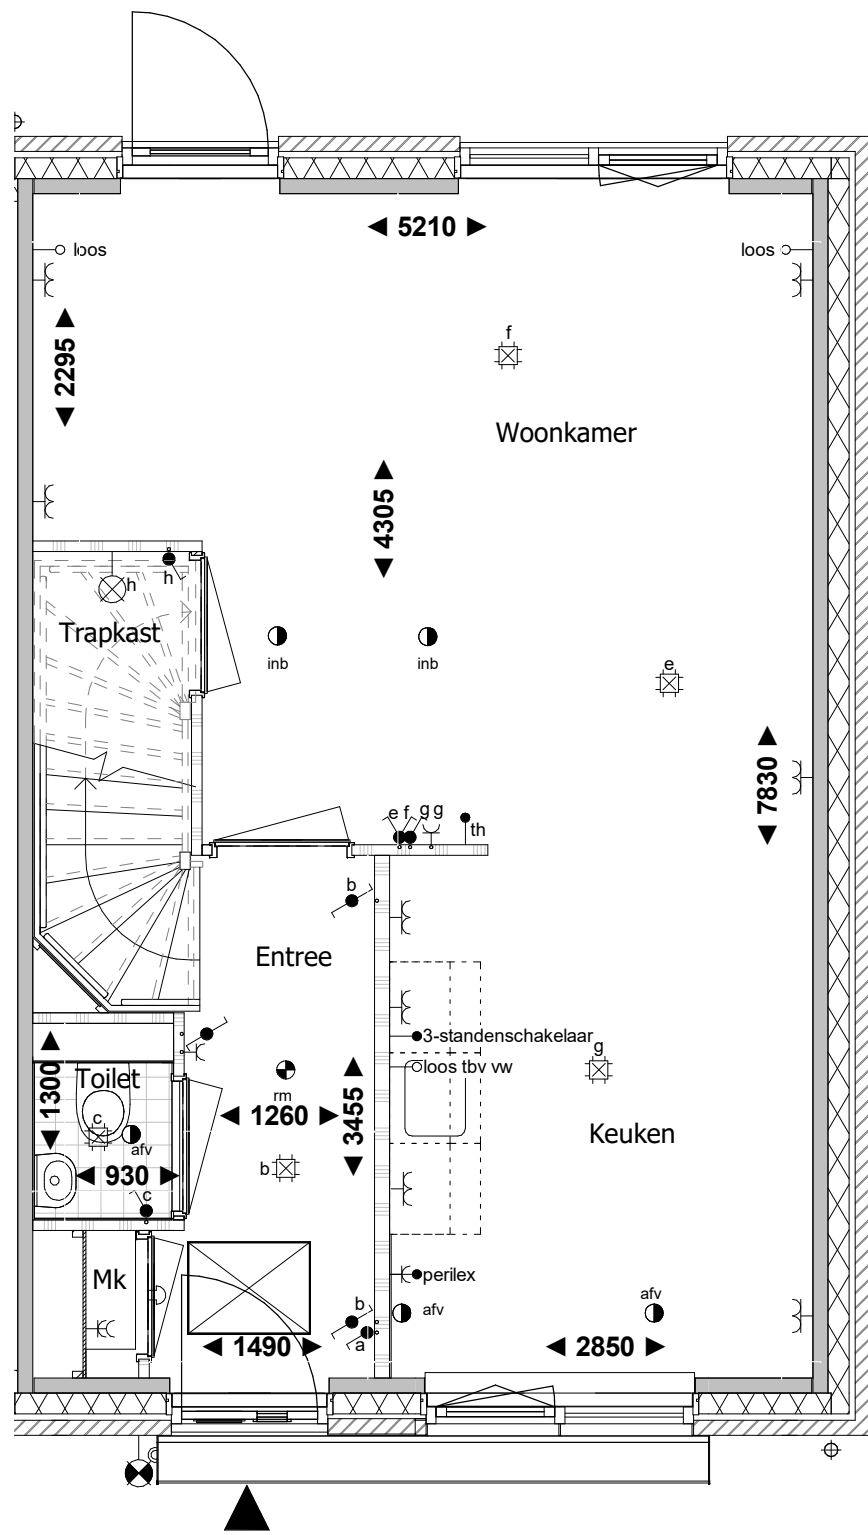 5210
loos
loos
2295
f
Woonkamer
4305
h
h
Trapkast
inb
inb
e
7830
e f g g
th
b
Entree
3-standenschakelaar
loos tbv vw
g
1300
Toilet
rm
1260
3455
c
afv
Keuken
930
b
c
Mk
perilex
b
afv
afv
a
1490
2850